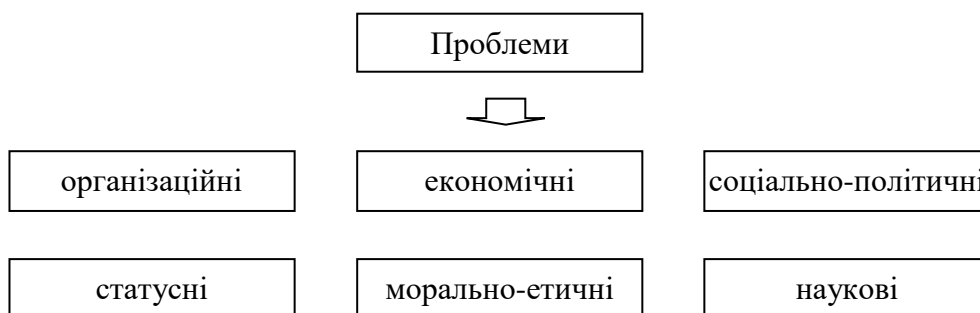 Проблеми
організаційні
економічні
соціально-політичні
статусні
морально-етичні
наукові